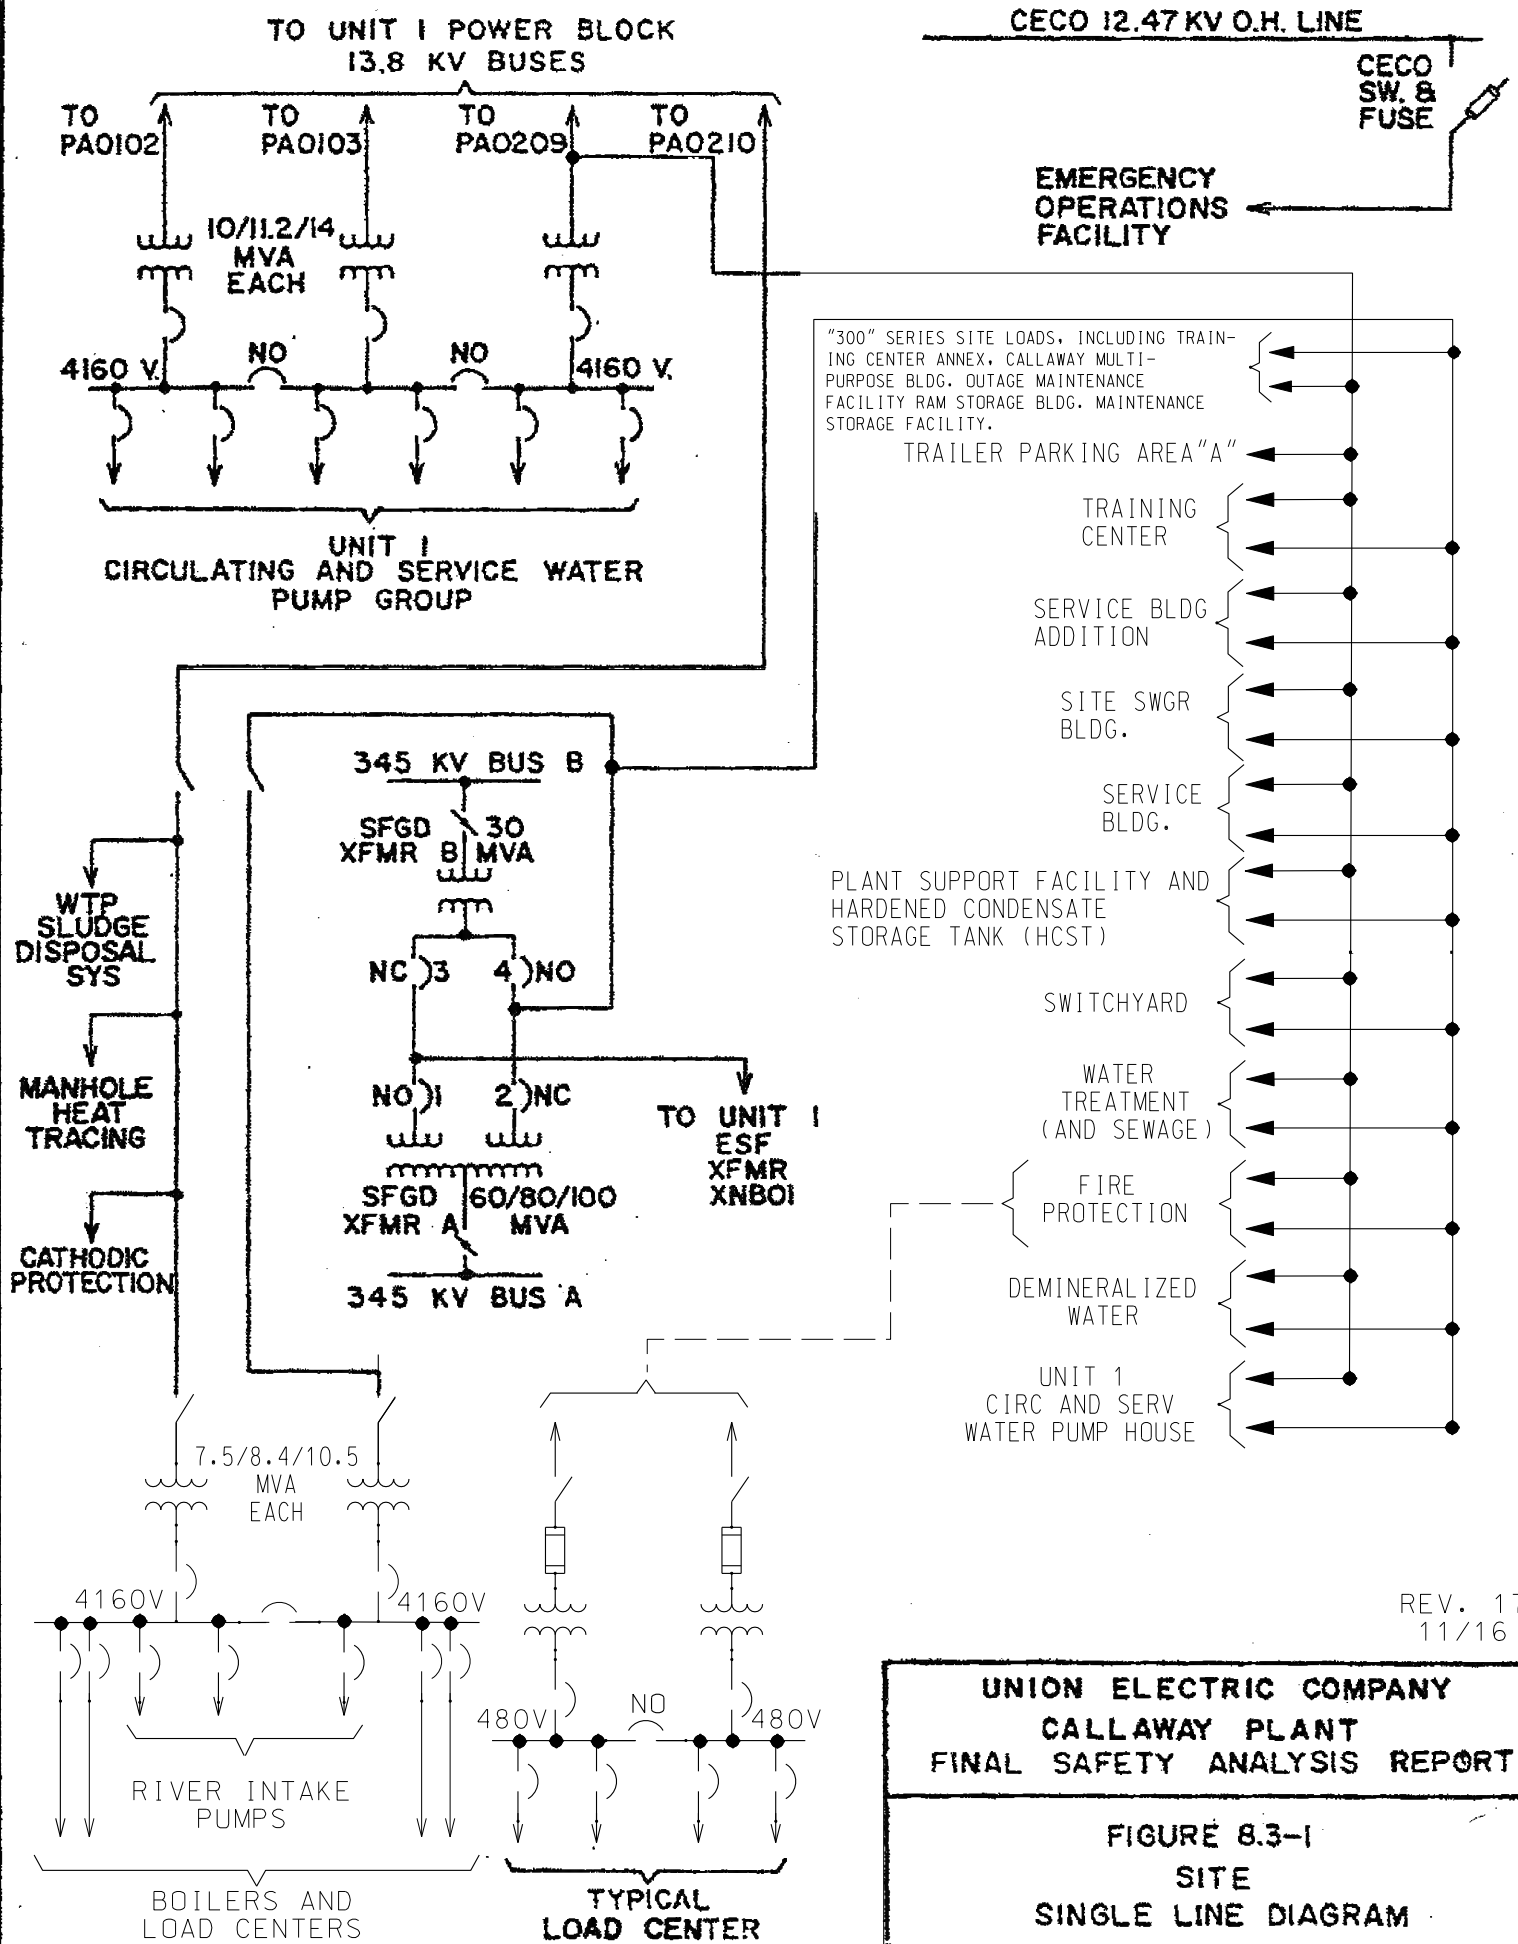 TO UNIT 1 POWER BLOCK
13.8 KV BUSES
CECO 12.47 KV O.H. LINE
CECO
SW. &
FUSE
TO
PA0102
TO
PA0103
TO
PA0209
TO
PA0210
EMERGENCY
OPERATIONS
FACILITY
10/11.2/14
MVA
EACH
4160 V.
NO
NO
4160 V.
UNIT 1
CIRCULATING AND SERVICE WATER
PUMP GROUP
"300" SERIES SITE LOADS, INCLUDING TRAIN-
ING CENTER ANNEX, CALLAWAY MULTI-
PURPOSE BLDG. OUTAGE MAINTENANCE
FACILITY RAM STORAGE BLDG. MAINTENANCE
STORAGE FACILITY.
TRAILER PARKING AREA"A"
TRAINING
CENTER
SERVICE BLDG
ADDITION
SITE SWGR
BLDG.
SERVICE
BLDG.
PLANT SUPPORT FACILITY AND
HARDENED CONDENSATE
STORAGE TANK (HCST)
SWITCHYARD
WATER
TREATMENT
(AND SEWAGE)
FIRE
PROTECTION
DEMINERALIZED
WATER
UNIT 1
CIRC AND SERV
WATER PUMP HOUSE
345 KV BUS B
SFGD 30
XFMR B MVA
NC 3 4 NO
NO 1 2 NC
TO UNIT 1
ESF
XFMR
XNB01
SFGD 60/80/100
XFMR A MVA
345 KV BUS A
WTP
SLUDGE
DISPOSAL
SYS
MANHOLE
HEAT
TRACING
CATHODIC
PROTECTION
7.5/8.4/10.5
MVA
EACH
4160V
4160V
RIVER INTAKE
PUMPS
BOILERS AND
LOAD CENTERS
480V
NO
480V
TYPICAL
LOAD CENTER
REV. 17
11/16
UNION ELECTRIC COMPANY
CALLAWAY PLANT
FINAL SAFETY ANALYSIS REPORT
FIGURE 8.3-1
SITE
SINGLE LINE DIAGRAM